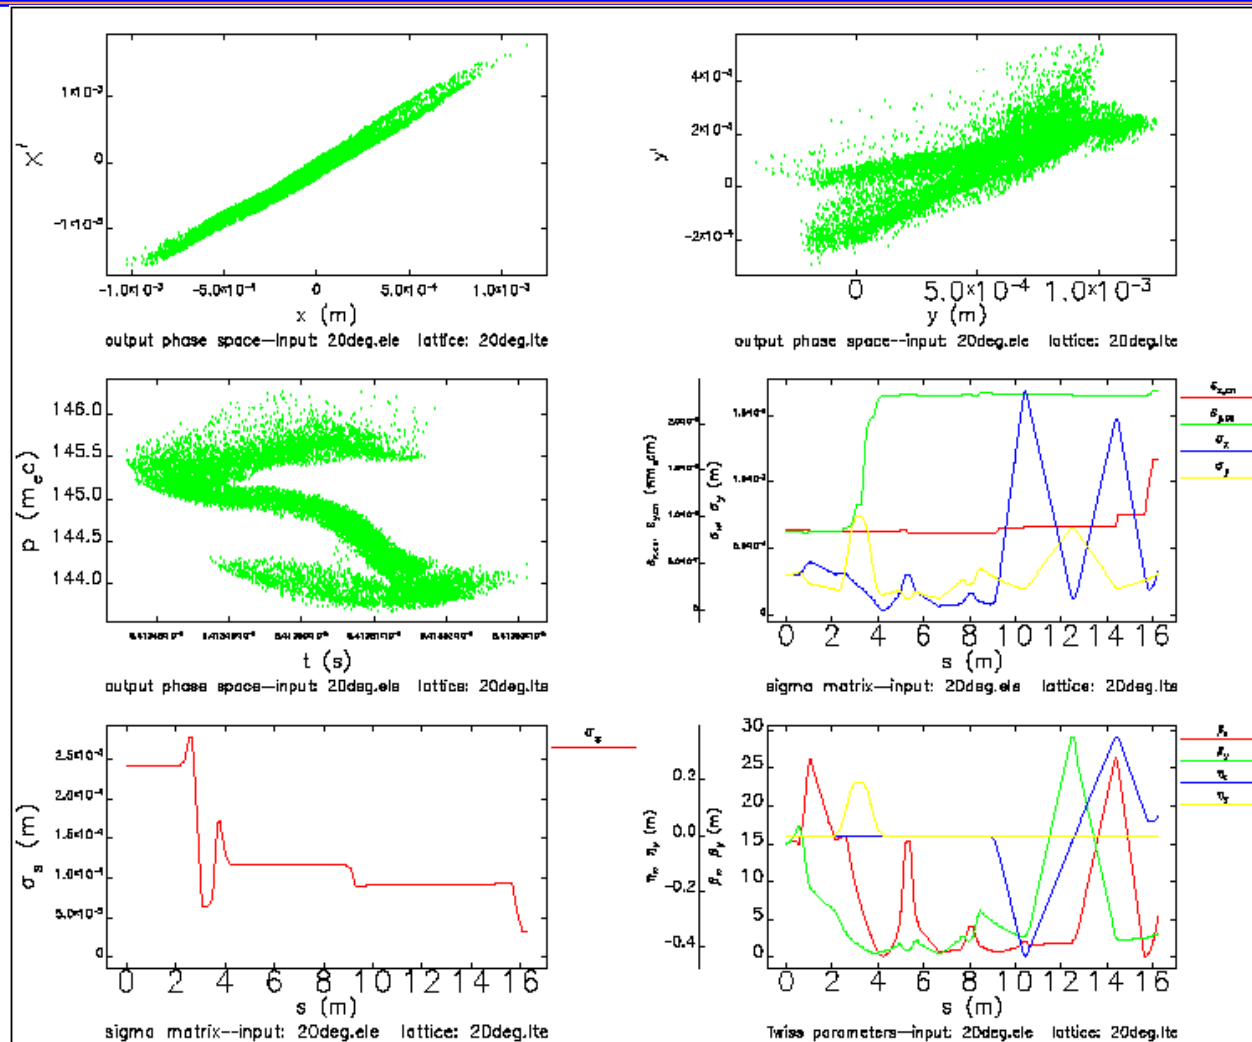 1×10⁻³
0
-1×10⁻³
x'
-1.0×10⁻³ -5.0×10⁻⁴ 0 5.0×10⁻⁴ 1.0×10⁻³
x (m)
output phase space--input: 20deg.ele lattice: 20deg.lte
4×10⁻⁴
2×10⁻⁴
0
-2×10⁻⁴
y'
0 5.0×10⁻⁴ 1.0×10⁻³
y (m)
output phase space--input: 20deg.ele lattice: 20deg.lte
146.0
145.5
145.0
144.5
144.0
p (mₑc)
t (s)
output phase space--input: 20deg.ele lattice: 20deg.lte
σₓ, σᵧ (m)
0
0
0 2 4 6 8 10 12 14 16
s (m)
sigma matrix--input: 20deg.ele lattice: 20deg.lte
σₓ
σᵧ
2.5×10⁻⁴
2.0×10⁻⁴
1.5×10⁻⁴
1.0×10⁻⁴
5.0×10⁻⁵
0
σₛ (m)
0 2 4 6 8 10 12 14 16
s (m)
sigma matrix--input: 20deg.ele lattice: 20deg.lte
σₛ
0.2
0.0
-0.2
-0.4
ηₓ ηᵧ (m)
30
25
20
15
10
5
0
βₓ βᵧ (m)
0 2 4 6 8 10 12 14 16
s (m)
Twiss parameters--input: 20deg.ele lattice: 20deg.lte
βₓ
βᵧ
ηₓ
ηᵧ